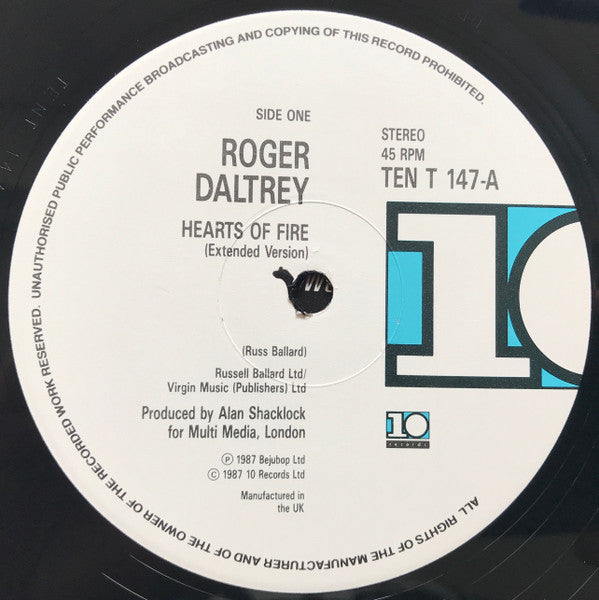 UNAUTHORISED PUBLIC PERFORMANCE BROADCASTING AND COPYING OF THIS RECORD PROHIBITED.
SIDE ONE
ROGER
DALTREY
HEARTS OF FIRE
(Extended Version)
STEREO
45 RPM
TEN T 147-A
10
(Russ Ballard)
Russell Ballard Ltd/
Virgin Music (Publishers) Ltd
Produced by Alan Shacklock
for Multi Media, London
10
records
Ⓟ 1987 Bejubop Ltd
© 1987 10 Records Ltd
Manufactured in
the UK
ALL RIGHTS OF THE MANUFACTURER AND OF THE OWNER OF THE RECORDED WORK RESERVED.